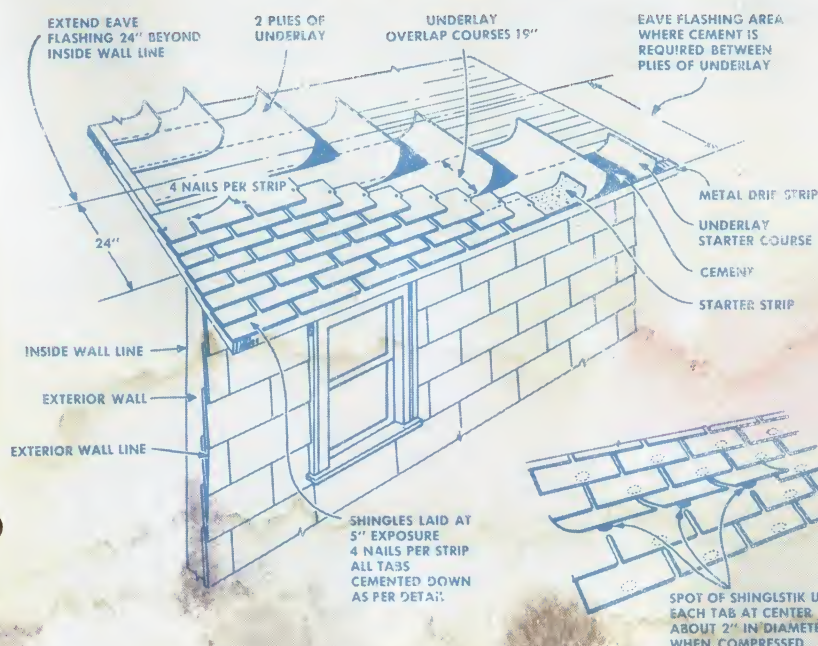 EXTEND EAVE
FLASHING 24" BEYOND
INSIDE WALL LINE
2 PLIES OF
UNDERLAY
UNDERLAY
OVERLAP COURSES 19"
EAVE FLASHING AREA
WHERE CEMENT IS
REQUIRED BETWEEN
PLIES OF UNDERLAY
4 NAILS PER STRIP
24"
METAL DRIP STRIP
UNDERLAY
STARTER COURSE
CEMENT
STARTER STRIP
INSIDE WALL LINE
EXTERIOR WALL
EXTERIOR WALL LINE
SHINGLES LAID AT
5" EXPOSURE
4 NAILS PER STRIP
ALL TABS
CEMENTED DOWN
AS PER DETAIL
SPOT OF SHINGLSTIK
EACH TAB AT CENTER
ABOUT 2" IN
WHEN COMPRESSED